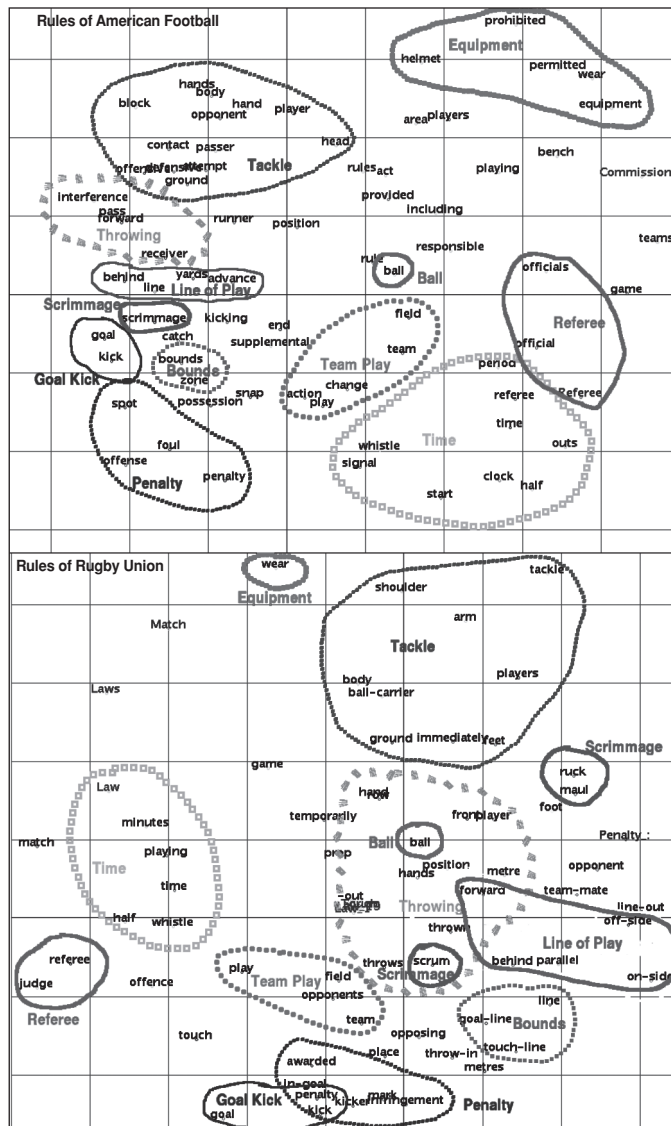 Rules of American Football
prohibited
Equipment
helmet
permitted
wear
equipment
hands
body
block
hand
player
opponent
area players
head
contact passer
bench
rules act
playing
Commission
offensive defensive attempt
Tackle
ground
interference
provided
including
pass
forward
runner
position
Throwing
teams
responsible
receiver
rule
ball
Ball
officials
behind
yards advance
line
Line of Play
game
Scrimmage
scrimmage
kicking
field
Referee
end
goal
catch
supplemental
official
team
kick
bounds
Team Play
period
Bounds
Goal Kick
zone
change
snap
action
referee
Referee
spot
possession
play
time
foul
whistle
Time
outs
offense
signal
Penalty
penalty
clock
half
start
Rules of Rugby Union
wear
tackle
Equipment
shoulder
Match
arm
Tackle
body
players
ball-carrier
Laws
ground immediately feet
Scrimmage
game
ruck
Law
hand
maul
row
foot
minutes
temporarily
front player
match
Ball
ball
Penalty :
prop
playing
position
Time
hands
metre
opponent
time
forward
team-mate
-out
Throwing
line-out
half
whistle
off-side
thrown
Line of Play
referee
play
throws
scrum
behind parallel
Scrimmage
judge
offence
Team Play
field
on-side
opponents
line
Referee
team
goal-line
Bounds
touch
opposing
place
throw-in
touch-line
awarded
metres
in-goal
Goal Kick
penalty
kicker
mark
infringement
Penalty
goal
kick